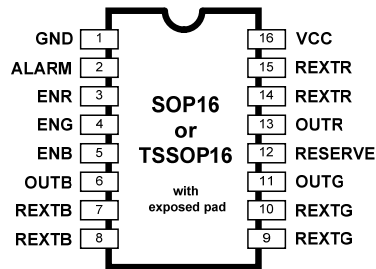 GND 1 16 VCC
ALARM 2 15 REXTR
ENR 3 14 REXTR
ENG 4 13 OUTR
ENB 5 12 RESERVE
OUTB 6 11 OUTG
REXTB 7 10 REXTG
REXTB 8 9 REXTG
SOP16
or
TSSOP16
with
exposed pad